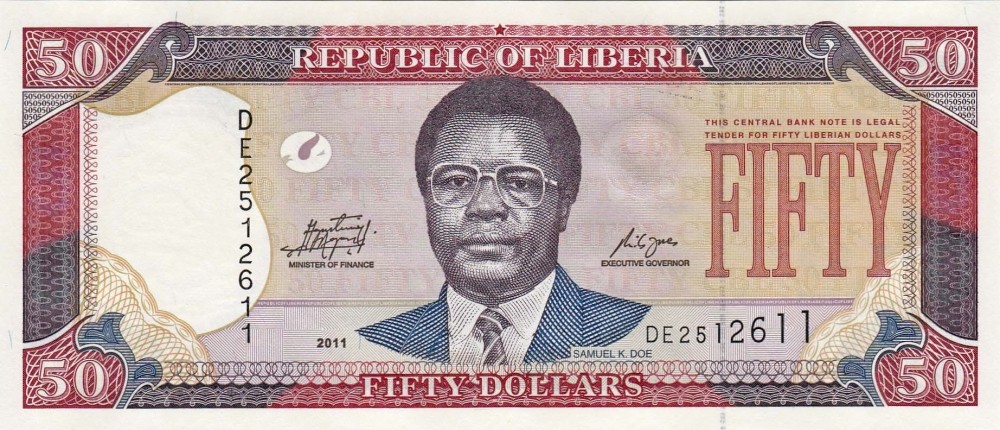 50 REPUBLIC OF LIBERIA 50
THIS CENTRAL BANK NOTE IS LEGAL
TENDER FOR FIFTY LIBERIAN DOLLARS
FIFTY
DE2512611
MINISTER OF FINANCE
EXECUTIVE GOVERNOR
2011
SAMUEL K. DOE
DE2512611
50 FIFTY DOLLARS 50